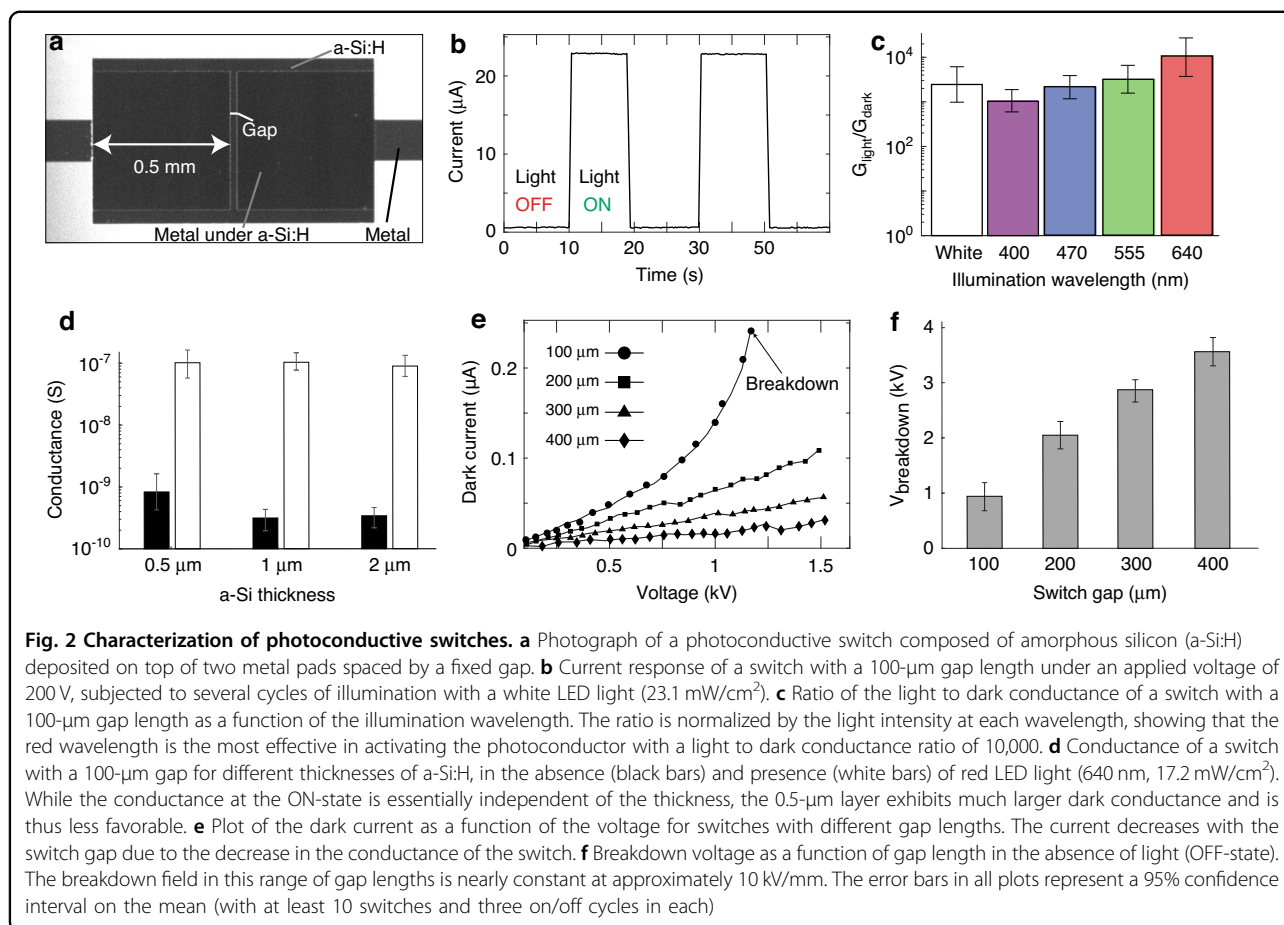 a
a-Si:H
Gap
0.5 mm
Metal under a-Si:H
Metal
b
Current (µA)
20
10
0
Light
OFF
Light
ON
0
10
20
30
40
50
Time (s)
c
G_light/G_dark
10^4
10^2
10^0
White
400
470
555
640
Illumination wavelength (nm)
d
Conductance (S)
10^-7
10^-8
10^-9
10^-10
0.5 µm
1 µm
2 µm
a-Si thickness
e
Dark current (µA)
0.2
0.1
0
100 µm
200 µm
300 µm
400 µm
Breakdown
0.5
1
1.5
Voltage (kV)
f
V_breakdown (kV)
4
3
2
1
0
100
200
300
400
Switch gap (µm)
Fig. 2 Characterization of photoconductive switches. a Photograph of a photoconductive switch composed of amorphous silicon (a-Si:H)
deposited on top of two metal pads spaced by a fixed gap. b Current response of a switch with a 100-µm gap length under an applied voltage of
200 V, subjected to several cycles of illumination with a white LED light (23.1 mW/cm²). c Ratio of the light to dark conductance of a switch with a
100-µm gap length as a function of the illumination wavelength. The ratio is normalized by the light intensity at each wavelength, showing that the
red wavelength is the most effective in activating the photoconductor with a light to dark conductance ratio of 10,000. d Conductance of a switch
with a 100-µm gap for different thicknesses of a-Si:H, in the absence (black bars) and presence (white bars) of red LED light (640 nm, 17.2 mW/cm²).
While the conductance at the ON-state is essentially independent of the thickness, the 0.5-µm layer exhibits much larger dark conductance and is
thus less favorable. e Plot of the dark current as a function of the voltage for switches with different gap lengths. The current decreases with the
switch gap due to the decrease in the conductance of the switch. f Breakdown voltage as a function of gap length in the absence of light (OFF-state).
The breakdown field in this range of gap lengths is nearly constant at approximately 10 kV/mm. The error bars in all plots represent a 95% confidence
interval on the mean (with at least 10 switches and three on/off cycles in each)